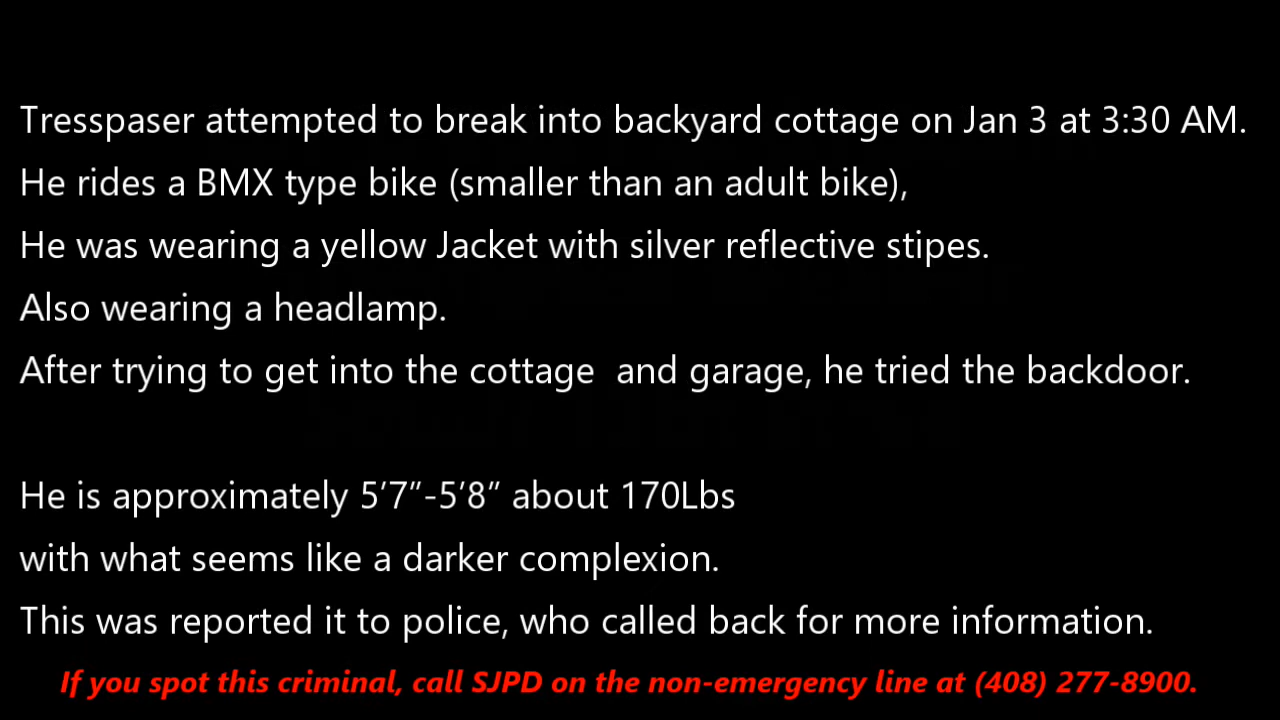 Tresspaser attempted to break into backyard cottage on Jan 3 at 3:30 AM.
He rides a BMX type bike (smaller than an adult bike),
He was wearing a yellow Jacket with silver reflective stipes.
Also wearing a headlamp.
After trying to get into the cottage  and garage, he tried the backdoor.
He is approximately 5’7”-5’8” about 170Lbs
with what seems like a darker complexion.
This was reported it to police, who called back for more information.
If you spot this criminal, call SJPD on the non-emergency line at (408) 277-8900.